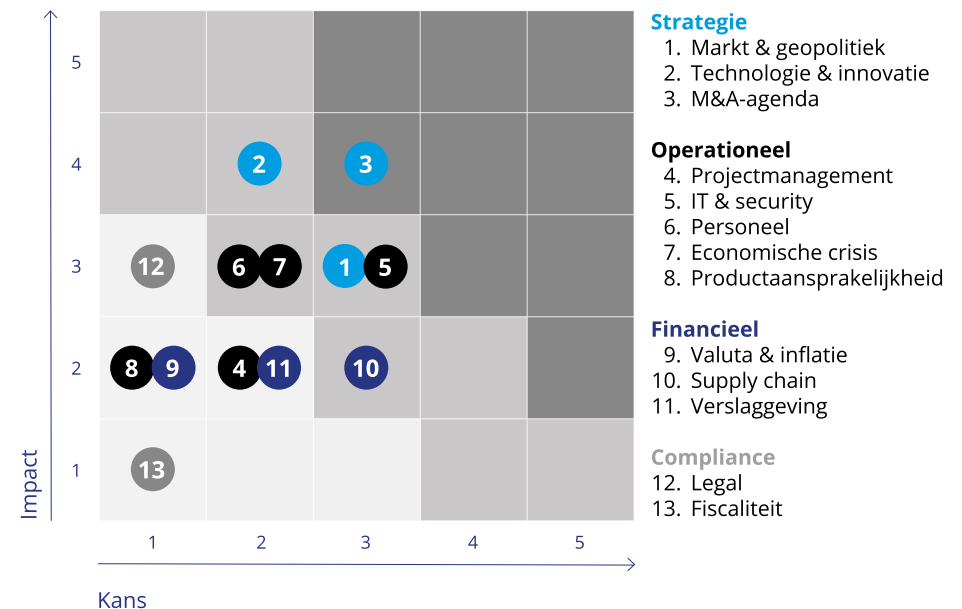 Impact
5
4
3
2
1
2
3
12
6
7
1
5
8
9
4
11
10
13
1
2
3
4
5
Kans
Strategie
1. Markt & geopolitiek
2. Technologie & innovatie
3. M&A-agenda
Operationeel
4. Projectmanagement
5. IT & security
6. Personeel
7. Economische crisis
8. Productaansprakelijkheid
Financieel
9. Valuta & inflatie
10. Supply chain
11. Verslaggeving
Compliance
12. Legal
13. Fiscaliteit